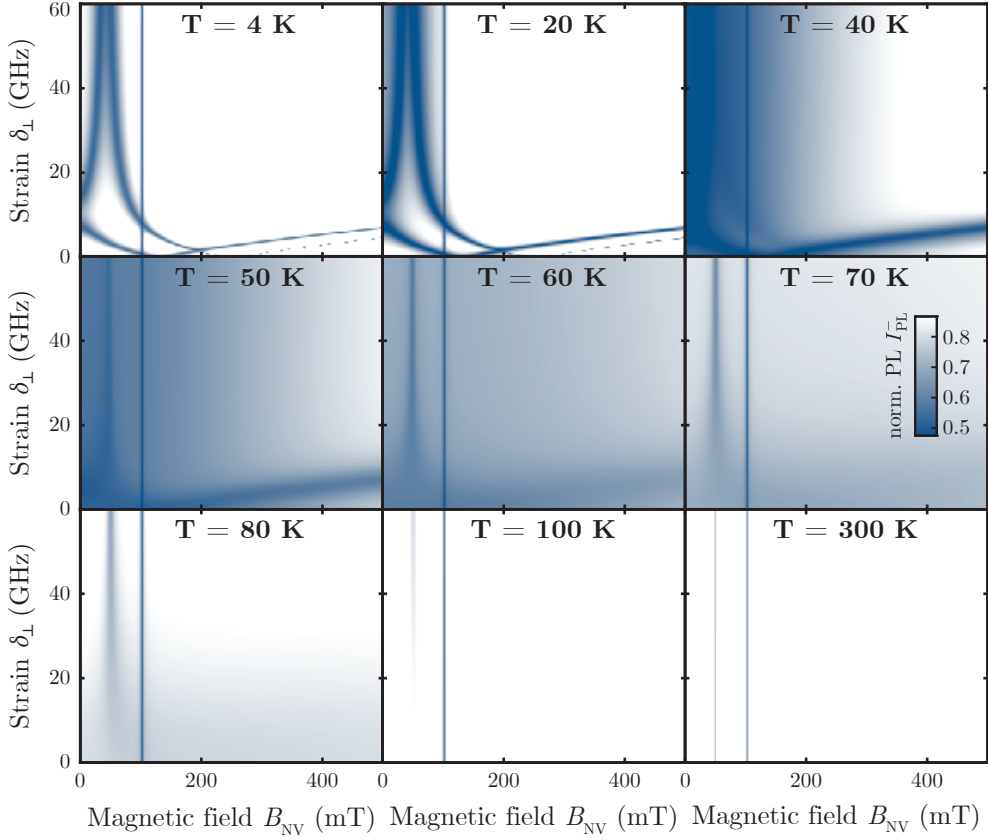 T = 4 K
T = 20 K
T = 40 K
60
40
20
0
Strain δ⊥ (GHz)
T = 50 K
T = 60 K
T = 70 K
40
20
0
Strain δ⊥ (GHz)
norm. PL I⁻PL
0.8
0.7
0.6
0.5
T = 80 K
T = 100 K
T = 300 K
40
20
0
Strain δ⊥ (GHz)
0 200 400
0 200 400
0 200 400
Magnetic field BNV (mT)
Magnetic field BNV (mT)
Magnetic field BNV (mT)